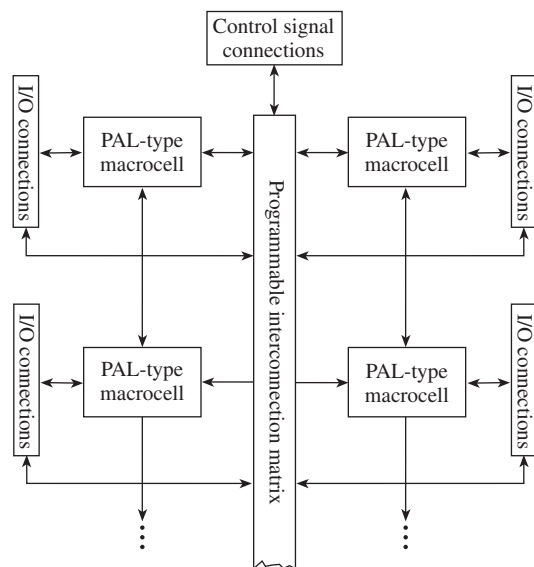 Control signal
connections
I/O connections
PAL-type
macrocell
Programmable interconnection matrix
PAL-type
macrocell
I/O connections
I/O connections
PAL-type
macrocell
PAL-type
macrocell
I/O connections